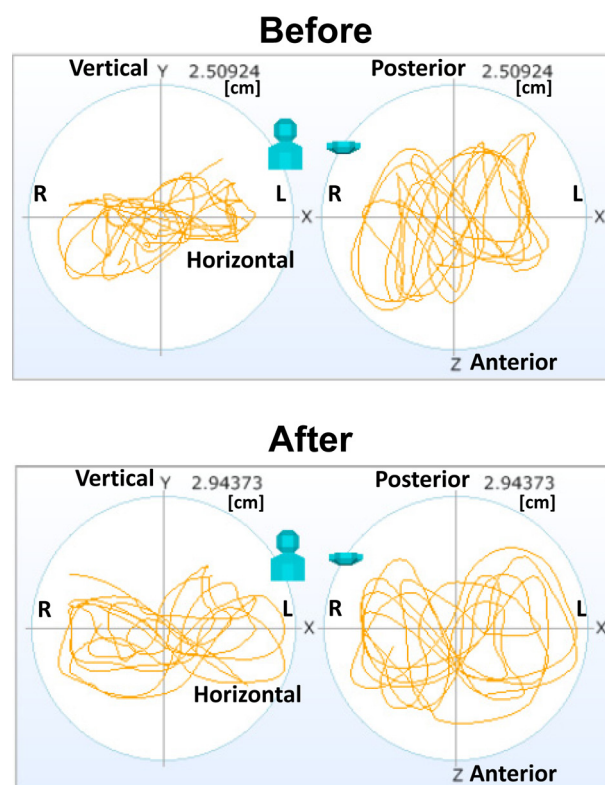 Before
Vertical Y 2.50924
[cm]
R L X
Horizontal
Posterior 2.50924
[cm]
R L X
Z Anterior
After
Vertical Y 2.94373
[cm]
R L X
Horizontal
Posterior 2.94373
[cm]
R L X
Z Anterior